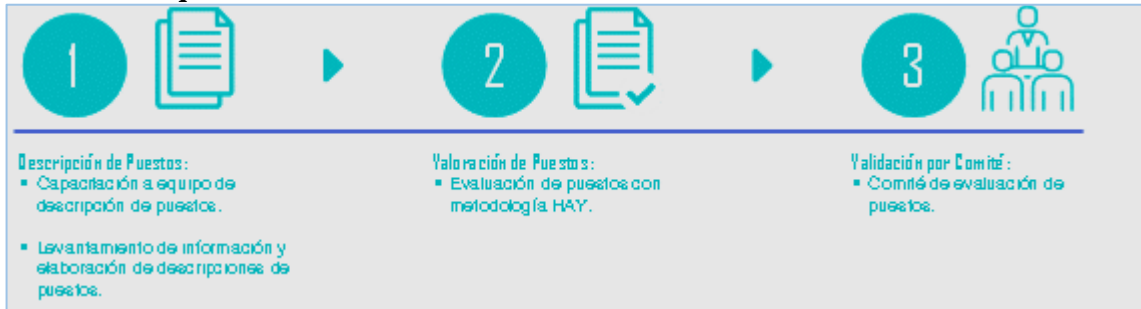 1
2
3
Descripción de Puestos:
▪ Capacitación a equipo de
descripción de puestos.
▪ Levantamiento de información y
elaboración de descripciones de
puestos.
Valoración de Puestos:
▪ Evaluación de puestos con
metodología HAY.
Validación por Comité:
▪ Comité de evaluación de
puestos.